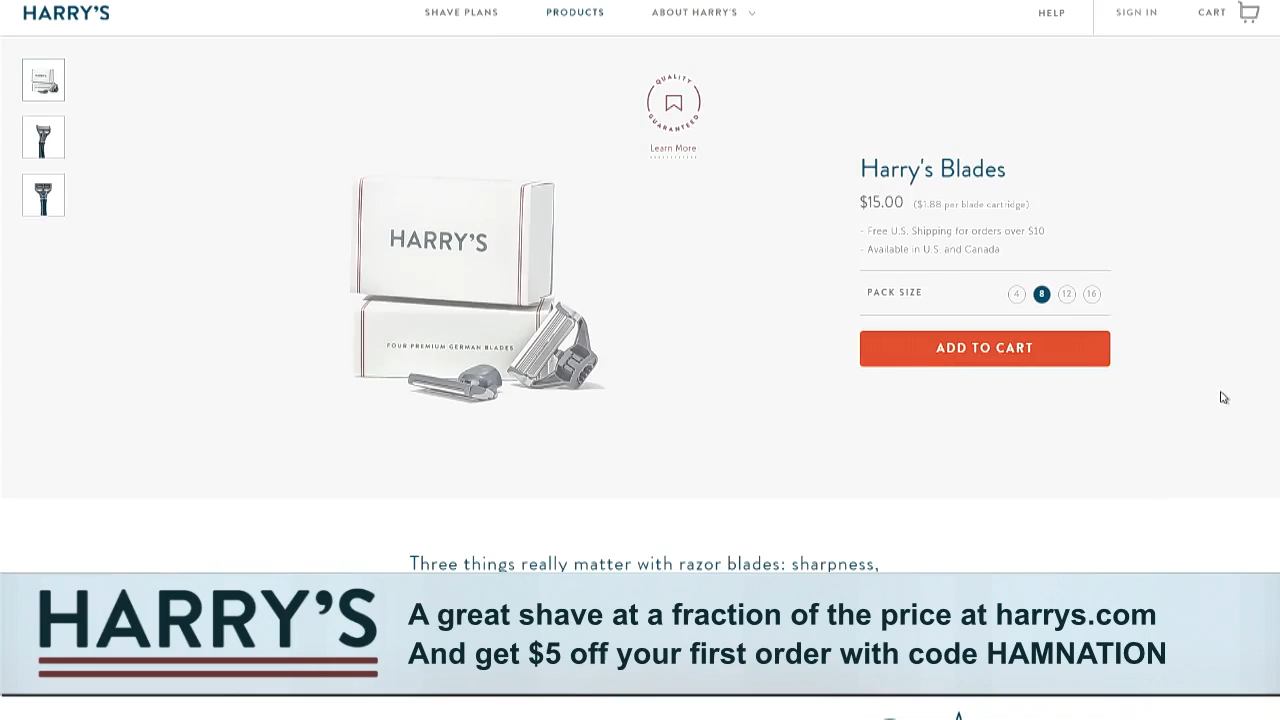 HARRY'S
SHAVE PLANS
PRODUCTS
ABOUT HARRY'S
HELP
SIGN IN
CART
QUALITY
GUARANTEED
Learn More
HARRY'S
FOUR PREMIUM GERMAN BLADES
Harry's Blades
$15.00 ($1.88 per blade cartridge)
- Free U.S. Shipping for orders over $10
- Available in U.S. and Canada
PACK SIZE 4 8 12 16
ADD TO CART
Three things really matter with razor blades: sharpness,
HARRY'S
A great shave at a fraction of the price at harrys.com
And get $5 off your first order with code HAMNATION